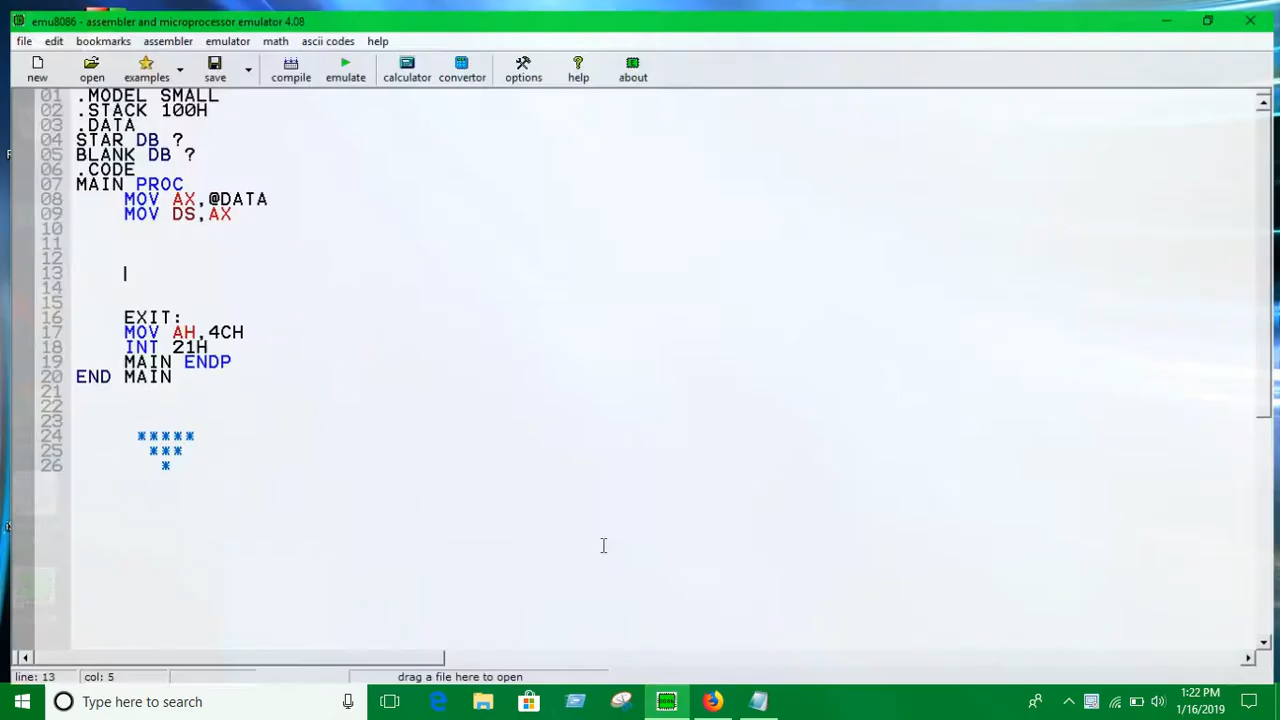 emu8086 - assembler and microprocessor emulator 4.08
file edit bookmarks assembler emulator math ascii codes help
new open examples save compile emulate calculator convertor options help about
01 .MODEL SMALL
02 .STACK 100H
03 .DATA
04 STAR DB ?
05 BLANK DB ?
06 .CODE
07 MAIN PROC
08 MOV AX,@DATA
09 MOV DS,AX
10
11
12
13
14
15
16 EXIT:
17 MOV AH,4CH
18 INT 21H
19 MAIN ENDP
20 END MAIN
21
22
23
24 *****
25 ***
26 *
line: 13 col: 5 drag a file here to open
Type here to search
1:22 PM
1/16/2019